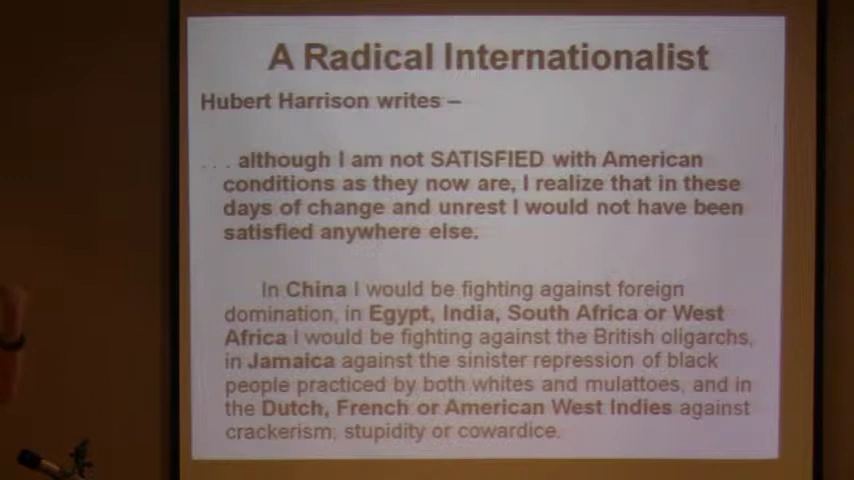 A Radical Internationalist
Hubert Harrison writes –
. . . although I am not SATISFIED with American
conditions as they now are, I realize that in these
days of change and unrest I would not have been
satisfied anywhere else.
In China I would be fighting against foreign
domination, in Egypt, India, South Africa or West
Africa I would be fighting against the British oligarchs,
in Jamaica against the sinister repression of black
people practiced by both whites and mulattoes, and in
the Dutch, French or American West Indies against
crackerism, stupidity or cowardice.